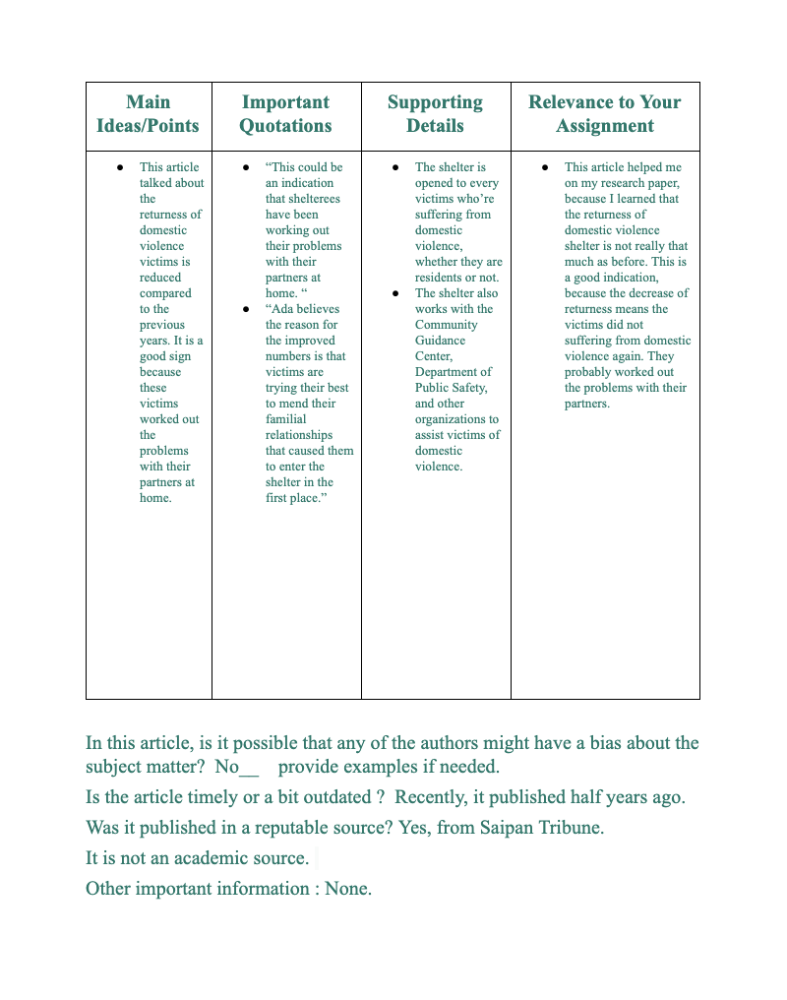 Main
Ideas/Points
Important
Quotations
Supporting
Details
Relevance to Your
Assignment
● This article
talked about
the
returness of
domestic
violence
victims is
reduced
compared
to the
previous
years. It is a
good sign
because
these
victims
worked out
the
problems
with their
partners at
home.
● “This could be
an indication
that shelterees
have been
working out
their problems
with their
partners at
home. “
● “Ada believes
the reason for
the improved
numbers is that
victims are
trying their best
to mend their
familial
relationships
that caused them
to enter the
shelter in the
first place.”
● The shelter is
opened to every
victims who’re
suffering from
domestic
violence,
whether they are
residents or not.
● The shelter also
works with the
Community
Guidance
Center,
Department of
Public Safety,
and other
organizations to
assist victims of
domestic
violence.
● This article helped me
on my research paper,
because I learned that
the returness of
domestic violence
shelter is not really that
much as before. This is
a good indication,
because the decrease of
returness means the
victims did not
suffering from domestic
violence again. They
probably worked out
the problems with their
partners.
In this article, is it possible that any of the authors might have a bias about the
subject matter?  No__    provide examples if needed.
Is the article timely or a bit outdated ?  Recently, it published half years ago.
Was it published in a reputable source? Yes, from Saipan Tribune.
It is not an academic source.
Other important information : None.